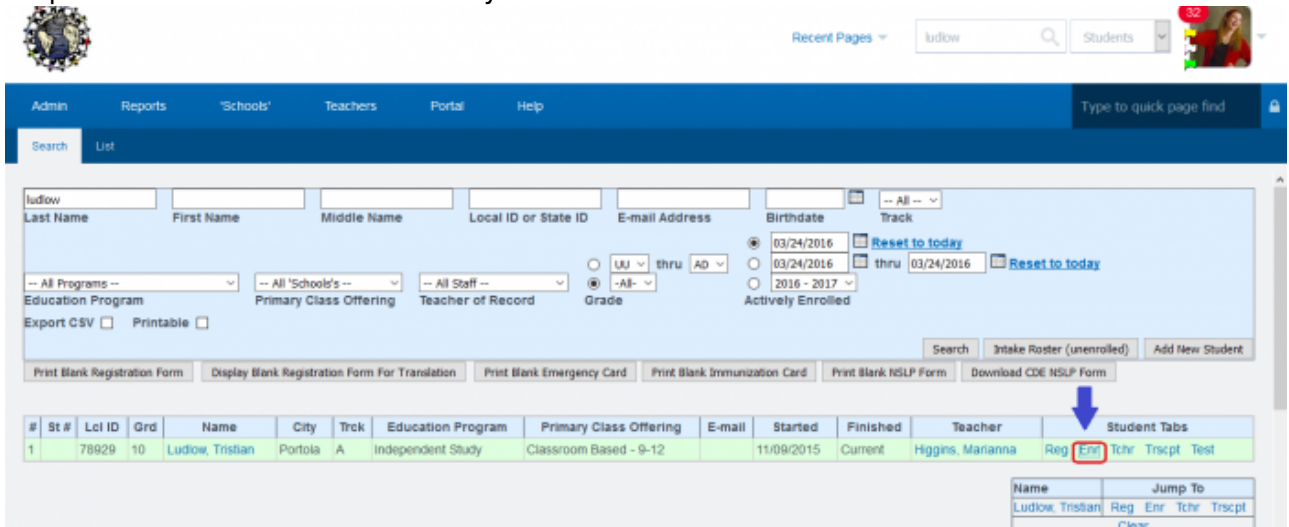 32
Recent Pages ludlow Students
Admin Reports 'Schools' Teachers Portal Help Type to quick page find
Search List
ludlow -- All --
Last Name First Name Middle Name Local ID or State ID E-mail Address Birthdate Track
03/24/2016 Reset to today
UU thru AD 03/24/2016 thru 03/24/2016 Reset to today
-- All Programs -- -- All 'Schools's -- -- All Staff -- -All- 2016 - 2017
Education Program Primary Class Offering Teacher of Record Grade Actively Enrolled
Export CSV Printable
Search Intake Roster (unenrolled) Add New Student
Print Blank Registration Form Display Blank Registration Form For Translation Print Blank Emergency Card Print Blank Immunization Card Print Blank NSLP Form Download CDE NSLP Form
# St # Lcl ID Grd Name City Trck Education Program Primary Class Offering E-mail Started Finished Teacher Student Tabs
1 78929 10 Ludlow, Tristian Portola A Independent Study Classroom Based - 9-12 11/09/2015 Current Higgins, Marianna Reg Enr Tchr Trscpt Test
Name Jump To
Ludlow, Tristian Reg Enr Tchr Trscpt
Clear